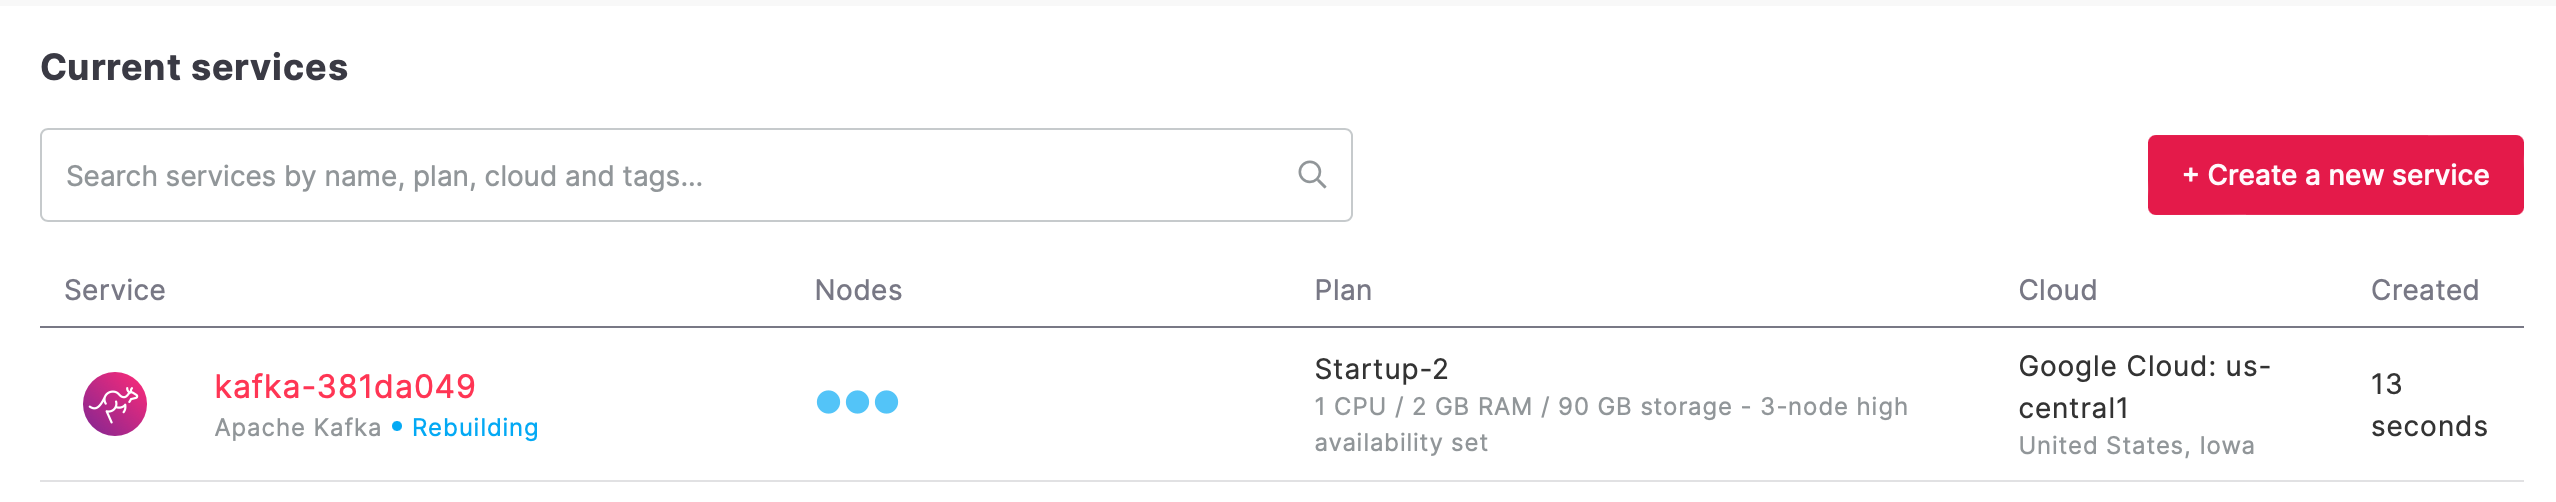 Current services
Search services by name, plan, cloud and tags...
+ Create a new service
Service Nodes Plan Cloud Created
kafka-381da049
Apache Kafka • Rebuilding
Startup-2
1 CPU / 2 GB RAM / 90 GB storage - 3-node high
availability set
Google Cloud: us-
central1
United States, Iowa
13
seconds